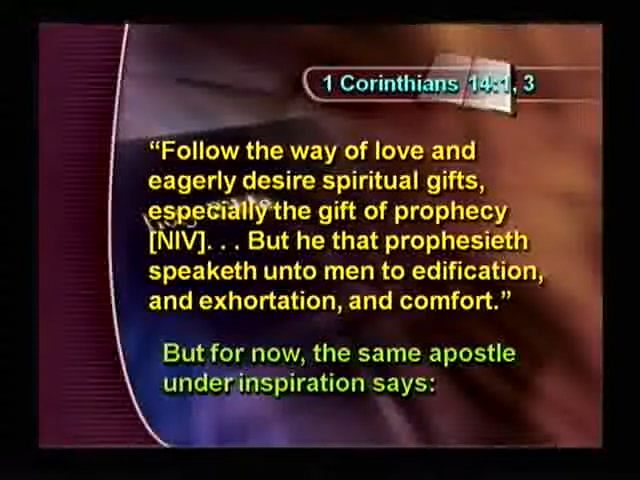 1 Corinthians 14:1, 3
“Follow the way of love and
eagerly desire spiritual gifts,
especially the gift of prophecy
[NIV]. . . But he that prophesieth
speaketh unto men to edification,
and exhortation, and comfort.”
But for now, the same apostle
under inspiration says: